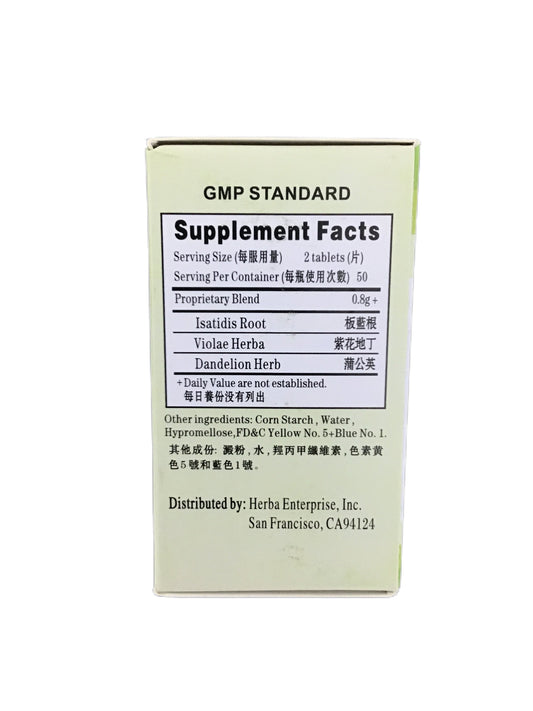 GMP STANDARD
Supplement Facts
Serving Size (每服用量) 2 tablets (片)
Serving Per Container (每瓶使用次數) 50
Proprietary Blend 0.8g +
Isatidis Root 板藍根
Violae Herba 紫花地丁
Dandelion Herb 蒲公英
+ Daily Value are not established.
每日養份没有列出
Other ingredients: Corn Starch , Water ,
Hypromellose,FD&C Yellow No. 5+Blue No. 1.
其他成份: 澱粉 , 水 , 羥丙甲纖維素 , 色素黄
色5號和藍色1號。
Distributed by: Herba Enterprise, Inc.
San Francisco, CA94124